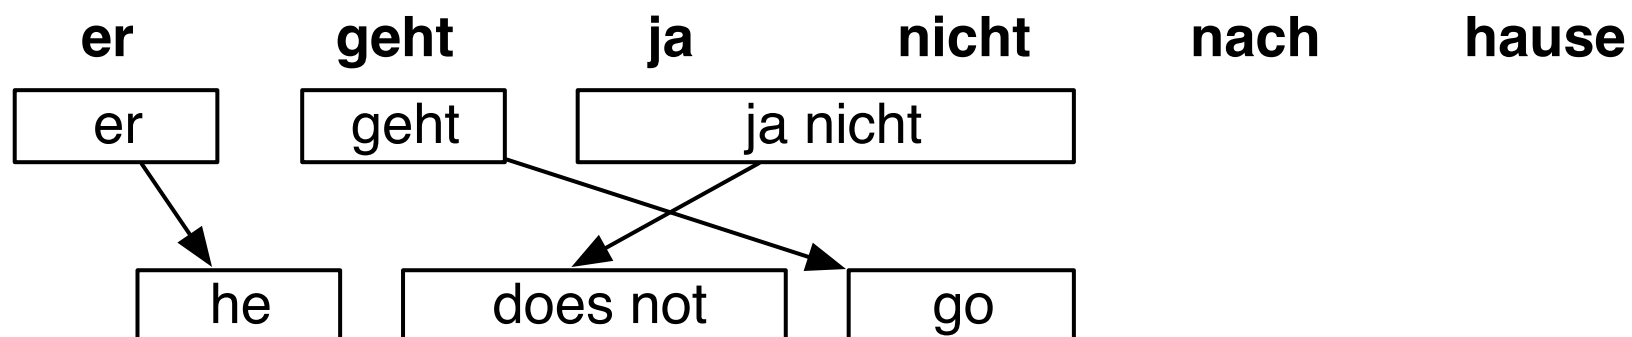 er geht ja nicht nach hause
er geht ja nicht
he does not go